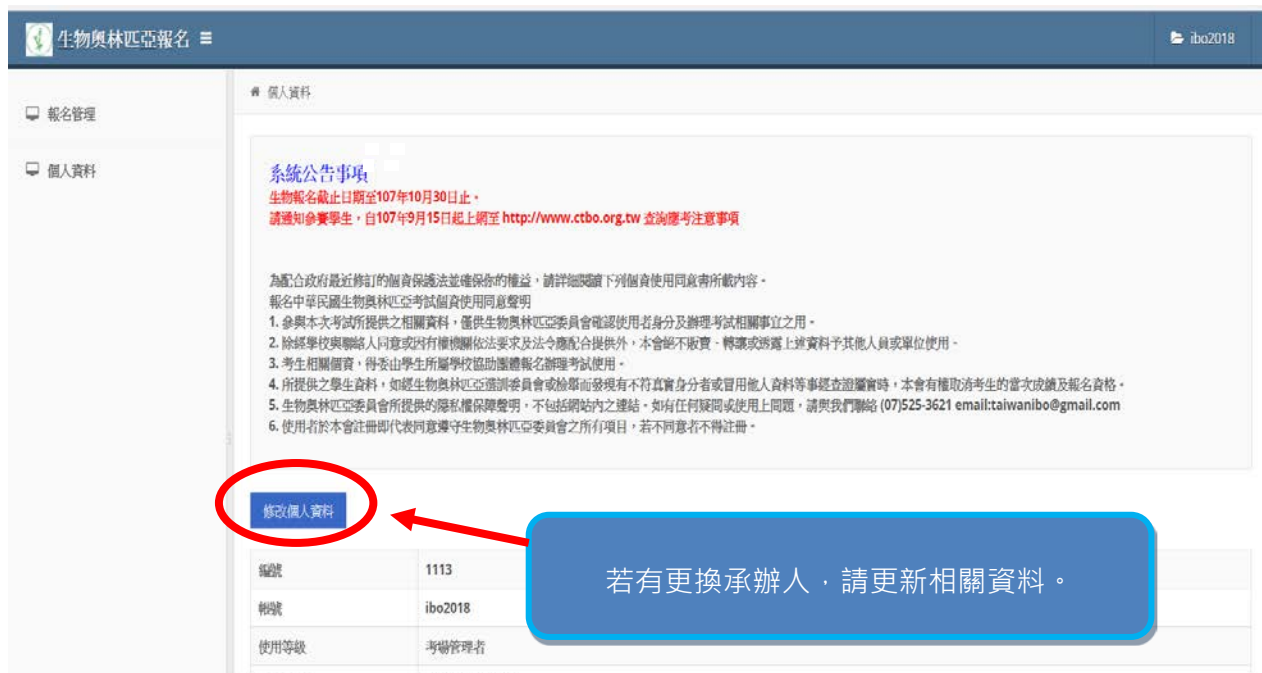 生物奧林匹亞報名
ibo2018
報名管理
個人資料
個人資料
系統公告事項
生物報名截止日期至107年10月30日止。
請通知參賽學生，自107年9月15日起上網至 http://www.ctbo.org.tw 查詢應考注意事項
為配合政府最近修訂的個資保護法並確保你的權益，請詳細閱讀下列個資使用同意書所載內容。
報名中華民國生物奧林匹亞考試個資使用同意聲明
1. 參與本次考試所提供之相關資料，僅供生物奧林匹亞委員會確認使用者身分及辦理考試相關事宜之用。
2. 除經學校與聯絡人同意或因有權機關依法要求及法令應配合提供外，本會絕不販賣、轉讓或透露上述資料予其他人員或單位使用。
3. 考生相關個資，得委由學生所屬學校協助團體報名辦理考試使用。
4. 所提供之學生資料，如經生物奧林匹亞選訓委員會或檢舉而發現有不符真實身分者或冒用他人資料等事經查證屬實時，本會有權取消考生的當次成績及報名資格。
5. 生物奧林匹亞委員會所提供的隱私權保障聲明，不包括網站內之連結。如有任何疑問或使用上問題，請與我們聯絡 (07)525-3621 email:taiwanibo@gmail.com
6. 使用者於本會註冊即代表同意遵守生物奧林匹亞委員會之所有項目，若不同意者不得註冊。
修改個人資料
若有更換承辦人，請更新相關資料。
編號 1113
帳號 ibo2018
使用等級 考場管理者